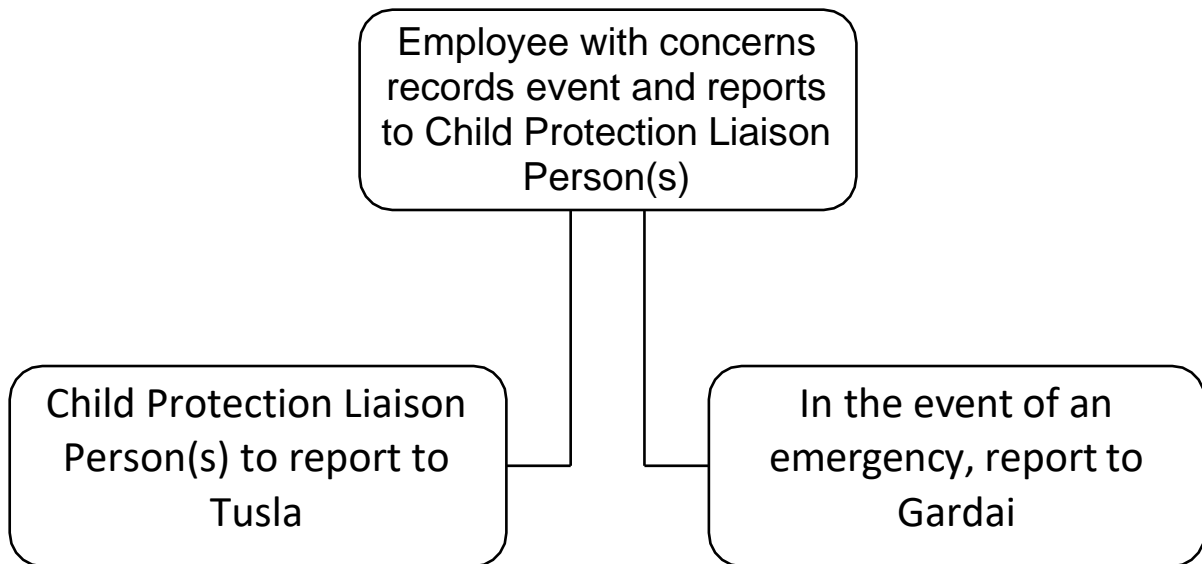 Employee with concerns
records event and reports
to Child Protection Liaison
Person(s)
Child Protection Liaison
Person(s) to report to
Tusla
In the event of an
emergency, report to
Gardai